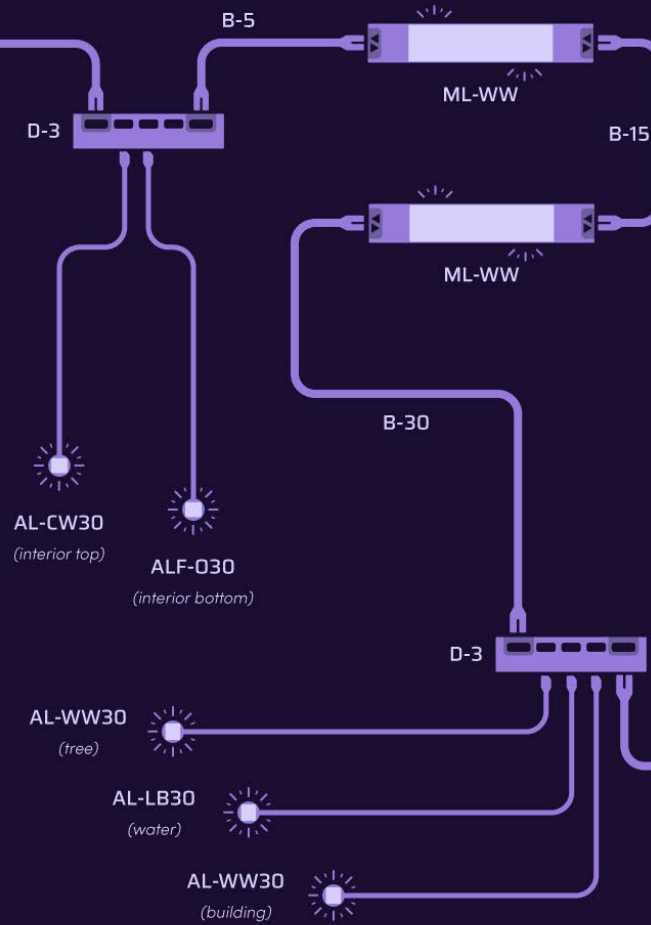 B-5
ML-WW
D-3
B-15
ML-WW
B-30
AL-CW30
(interior top)
ALF-O30
(interior bottom)
D-3
AL-WW30
(tree)
AL-LB30
(water)
AL-WW30
(building)